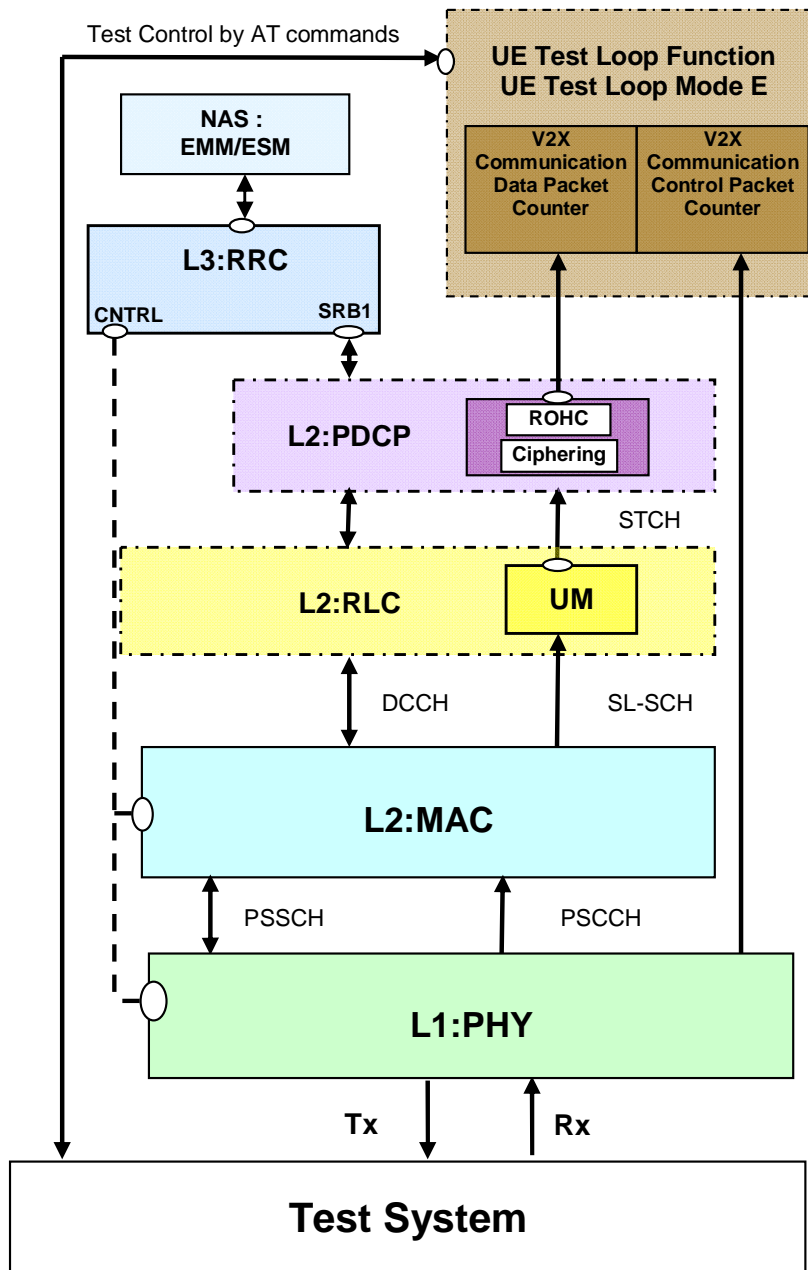 Test Control by AT commands
UE Test Loop Function
UE Test Loop Mode E
NAS :
EMM/ESM
V2X
Communication
Data Packet
Counter
V2X
Communication
Control Packet
Counter
L3:RRC
CNTRL
SRB1
L2:PDCP
ROHC
Ciphering
STCH
L2:RLC
UM
DCCH
SL-SCH
L2:MAC
PSSCH
PSCCH
L1:PHY
Tx
Rx
Test System